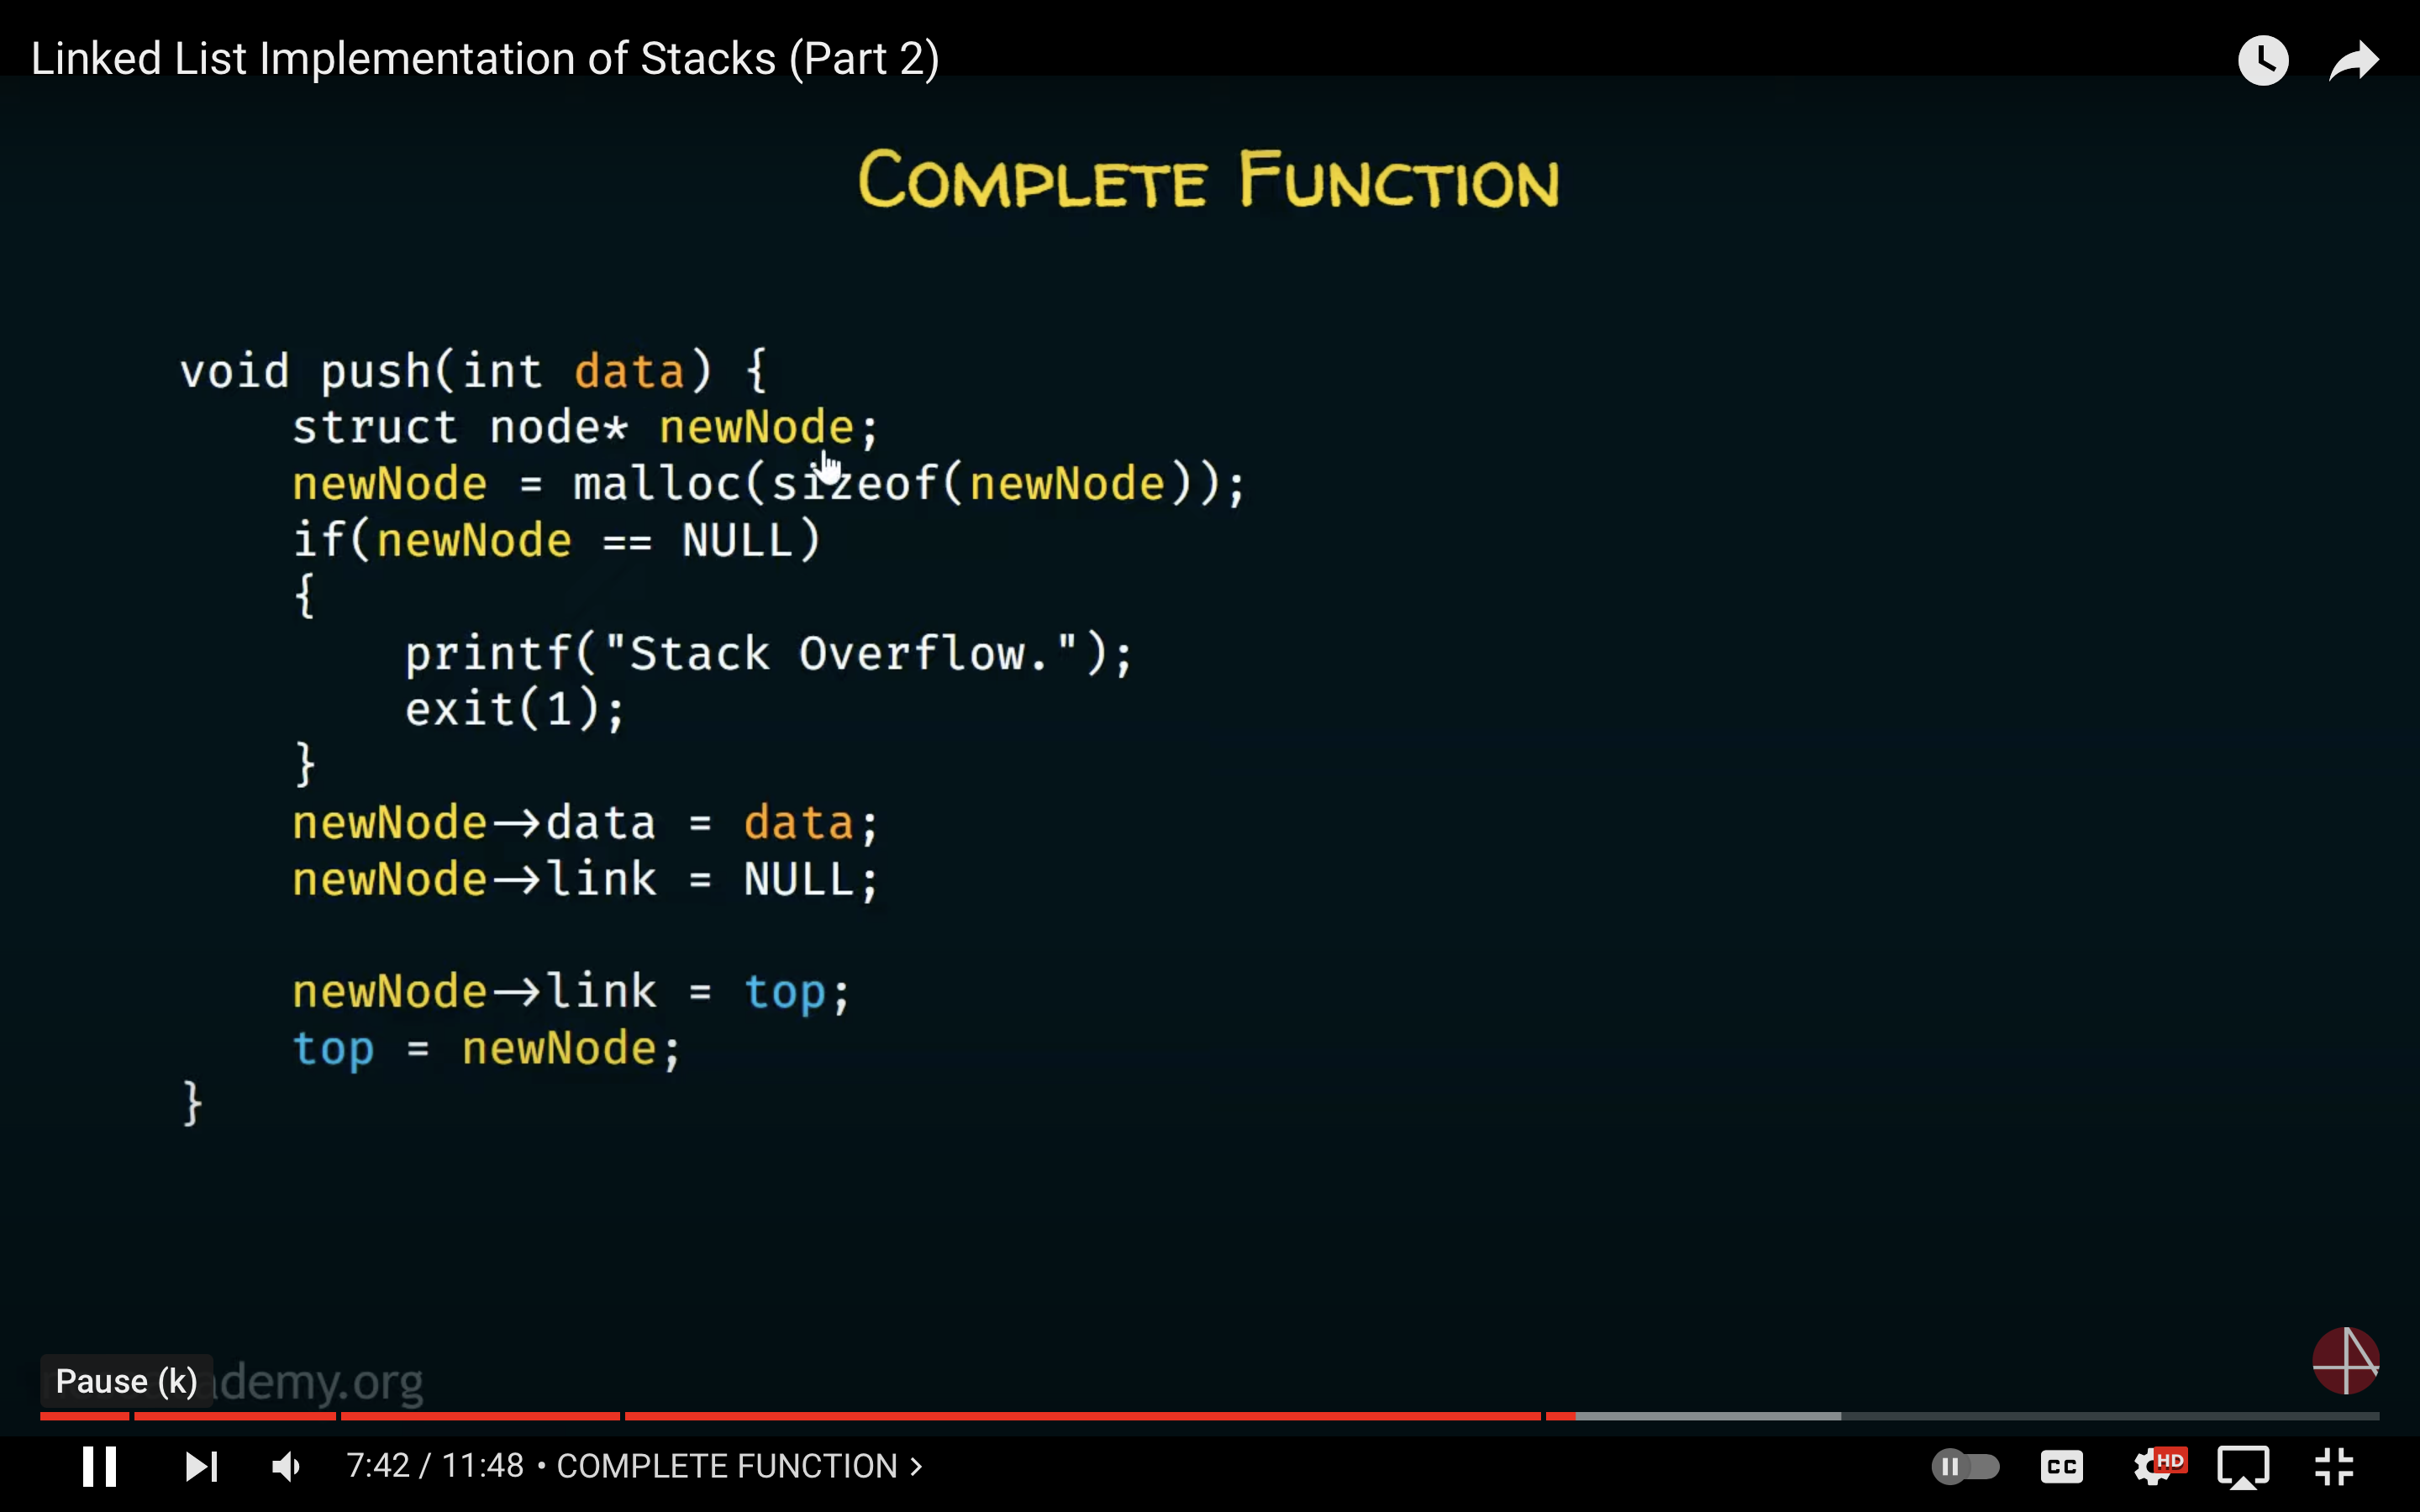 Linked List Implementation of Stacks (Part 2)
COMPLETE FUNCTION
void push(int data) {
struct node* newNode;
newNode = malloc(sizeof(newNode));
if(newNode == NULL)
{
printf("Stack Overflow.");
exit(1);
}
newNode→data = data;
newNode→link = NULL;
newNode→link = top;
top = newNode;
}
Pause (k) demy.org
7:42 / 11:48 • COMPLETE FUNCTION >
CC
HD